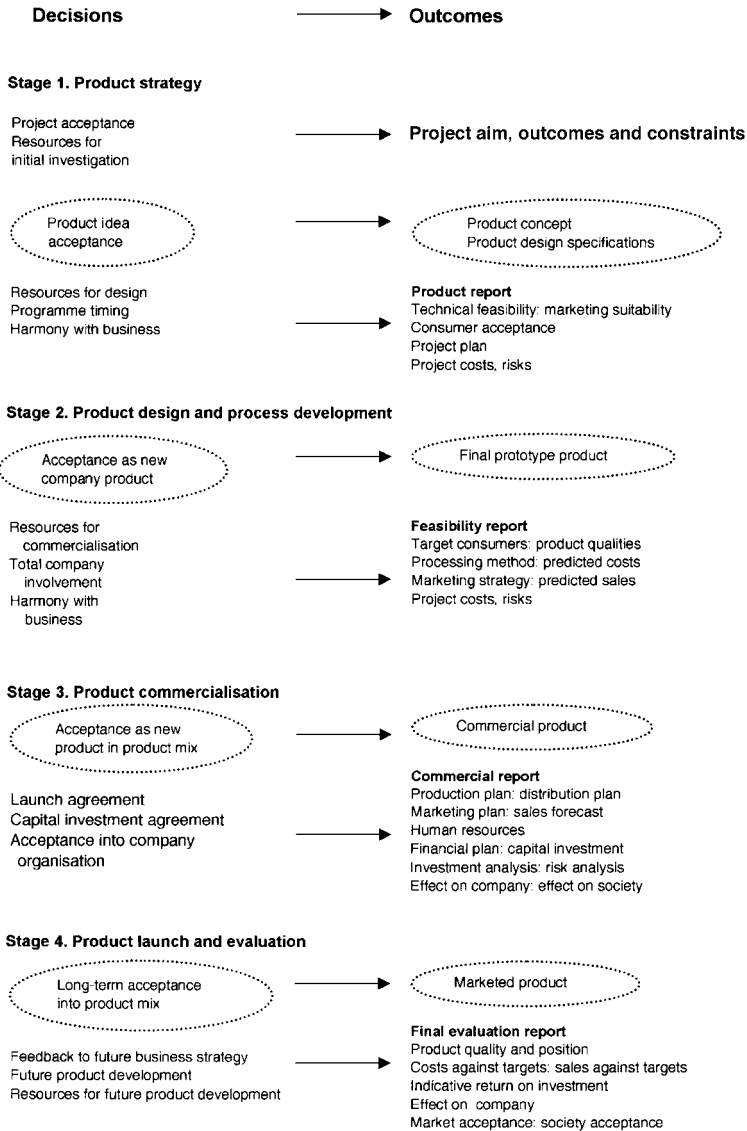 Decisions
Outcomes
Stage 1. Product strategy
Project acceptance
Resources for
initial investigation
Project aim, outcomes and constraints
Product idea
acceptance
Product concept
Product design specifications
Resources for design
Programme timing
Harmony with business
Product report
Technical feasibility: marketing suitability
Consumer acceptance
Project plan
Project costs, risks
Stage 2. Product design and process development
Acceptance as new
company product
Final prototype product
Resources for
commercialisation
Total company
involvement
Harmony with
business
Feasibility report
Target consumers: product qualities
Processing method: predicted costs
Marketing strategy: predicted sales
Project costs, risks
Stage 3. Product commercialisation
Acceptance as new
product in product mix
Commercial product
Launch agreement
Capital investment agreement
Acceptance into company
organisation
Commercial report
Production plan: distribution plan
Marketing plan: sales forecast
Human resources
Financial plan: capital investment
Investment analysis: risk analysis
Effect on company: effect on society
Stage 4. Product launch and evaluation
Long-term acceptance
into product mix
Marketed product
Feedback to future business strategy
Future product development
Resources for future product development
Final evaluation report
Product quality and position
Costs against targets: sales against targets
Indicative return on investment
Effect on company
Market acceptance: society acceptance